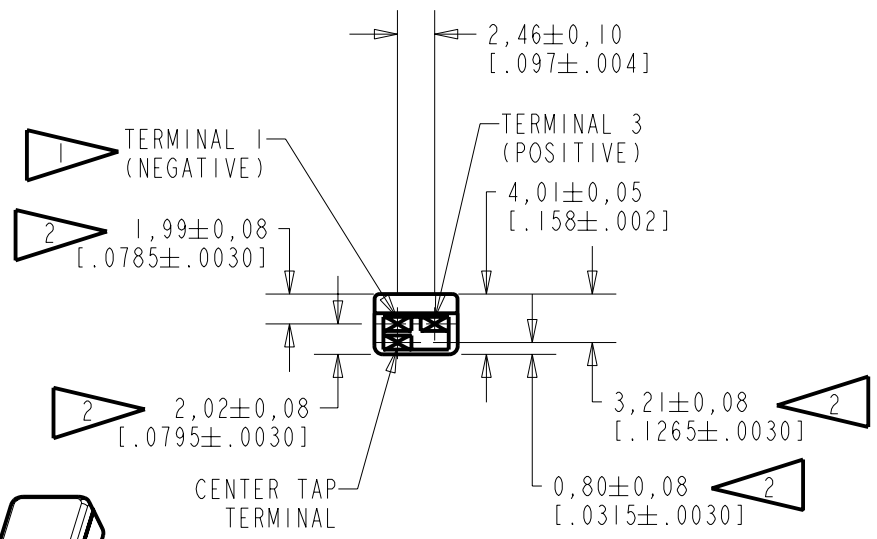 2,46±0,10
[.097±.004]
1
TERMINAL 1
(NEGATIVE)
TERMINAL 3
(POSITIVE)
4,01±0,05
[.158±.002]
2
1,99±0,08
[.0785±.0030]
2
2,02±0,08
[.0795±.0030]
3,21±0,08
[.1265±.0030]
2
CENTER TAP
TERMINAL
0,80±0,08
[.0315±.0030]
2